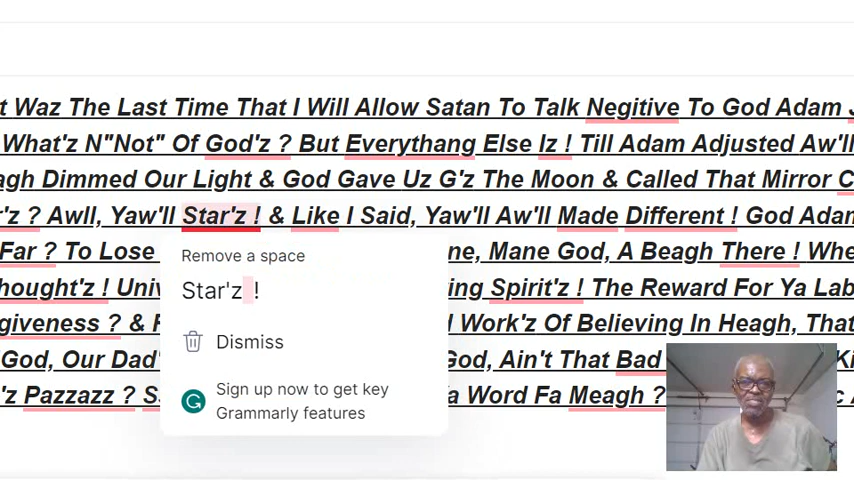 t Waz The Last Time That I Will Allow Satan To Talk Negitive To God Adam
What'z N"Not" Of God'z ? But Everythang Else Iz ! Till Adam Adjusted Aw'll
agh Dimmed Our Light & God Gave Uz G'z The Moon & Called That Mirror
r'z ? Awll, Yaw'll Star'z ! & Like I Said, Yaw'll Aw'll Made Different ! God Adam
Far ? To Lose ne, Mane God, A Beagh There ! Whe
Remove a space
hought'z ! Univ ing Spirit'z ! The Reward For Ya Lab
Star'z !
giveness ? & F l Work'z Of Believing In Heagh, That
Dismiss
God, Our Dad' God, Ain't That Bad Ki
Sign up now to get key
'z Pazzazz ? S a Word Fa Meagh ?
Grammarly features